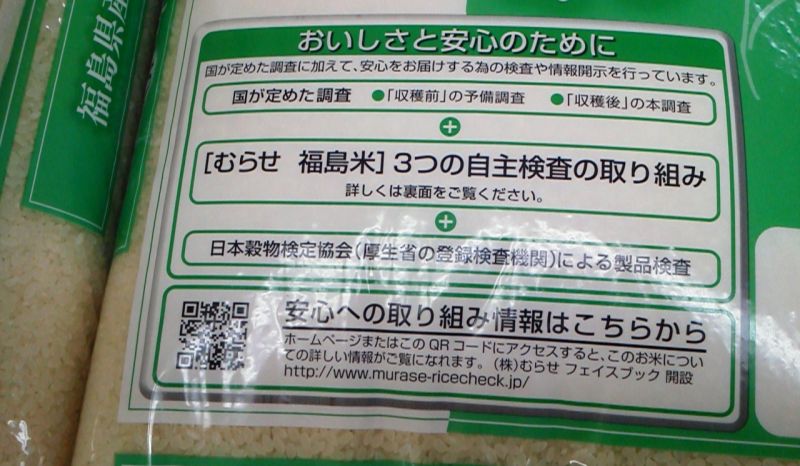 福島県産
おいしさと安心のために
国が定めた調査に加えて、安心をお届けする為の検査や情報開示を行っています。
国が定めた調査 ●「収穫前」の予備調査 ●「収穫後」の本調査
+
[むらせ 福島米] 3つの自主検査の取り組み
詳しくは裏面をご覧ください。
+
日本穀物検定協会(厚生省の登録検査機関)による製品検査
安心への取り組み情報はこちらから
ホームページまたはこのQRコードにアクセスすると、このお米につい
ての詳しい情報がご覧になれます。(株)むらせ フェイスブック 開設
http://www.murase-ricecheck.jp/